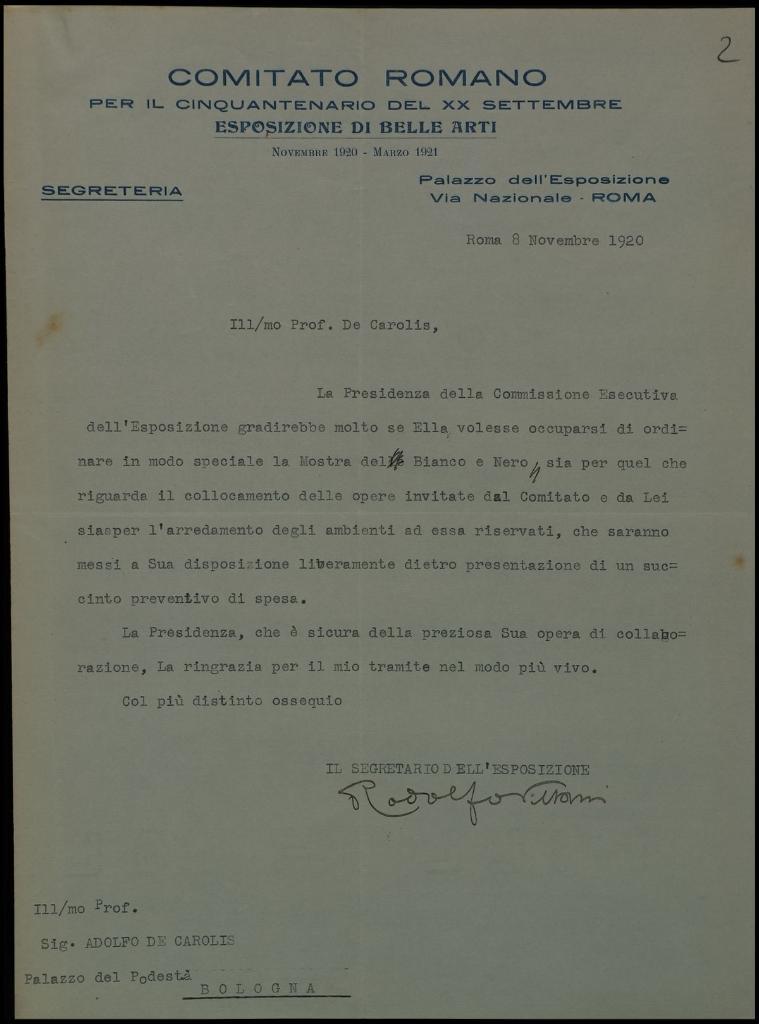 2
COMITATO ROMANO
PER IL CINQUANTENARIO DEL XX SETTEMBRE
ESPOSIZIONE DI BELLE ARTI
NOVEMBRE 1920 - MARZO 1921
SEGRETERIA
Palazzo dell'Esposizione
Via Nazionale - ROMA
Roma 8 Novembre 1920
Ill/mo Prof. De Carolis,
La Presidenza della Commissione Esecutiva
dell'Esposizione gradirebbe molto se Ella volesse occuparsi di ordi=
nare in modo speciale la Mostra del Bianco e Nero, sia per quel che
riguarda il collocamento delle opere invitate dal Comitato e da Lei
siasper l'arredamento degli ambienti ad essa riservati, che saranno
messi a Sua disposizione liberamente dietro presentazione di un suc=
cinto preventivo di spesa.
La Presidenza, che è sicura della preziosa Sua opera di collabo=
razione, La ringrazia per il mio tramite nel modo più vivo.
Col più distinto ossequio
IL SEGRETARIO DELL'ESPOSIZIONE
Rodolfo
Ill/mo Prof.
Sig. ADOLFO DE CAROLIS
Palazzo del Podestà
BOLOGNA